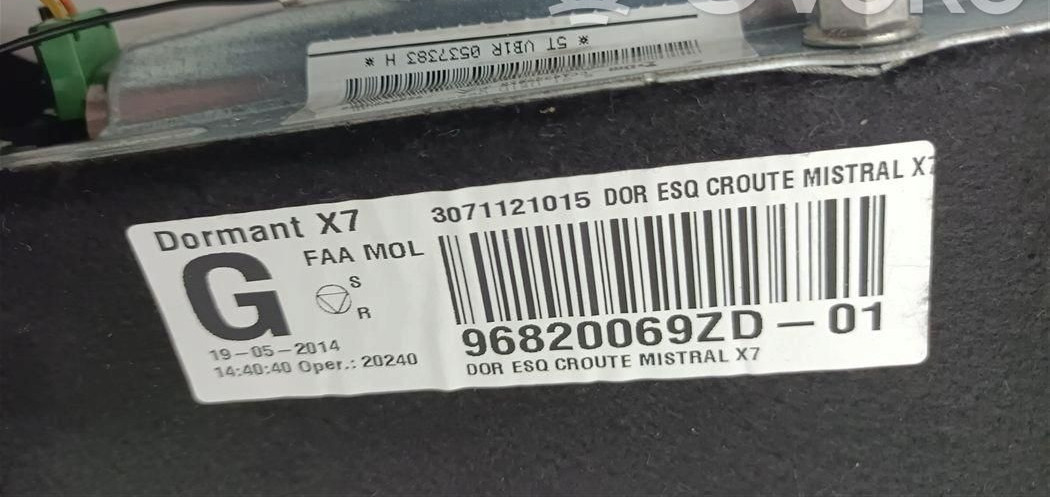 * 5T VB1R 0537383 H *
Dormant X7
3071121015 DOR ESQ CROUTE MISTRAL X7
FAA MOL
G
S
R
96820069ZD-01
19-05-2014
14:40:40 Oper.: 20240
DOR ESQ CROUTE MISTRAL X7